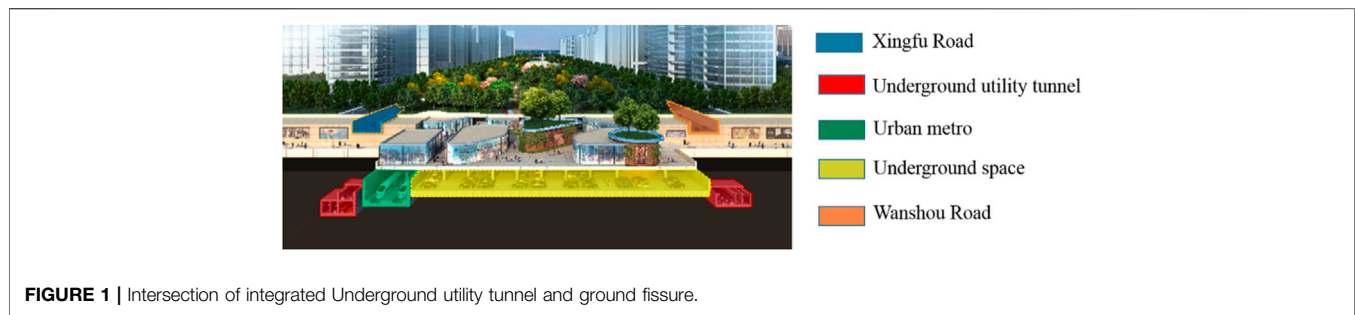 Xingfu Road
Underground utility tunnel
Urban metro
Underground space
Wanshou Road
FIGURE 1 | Intersection of integrated Underground utility tunnel and ground fissure.